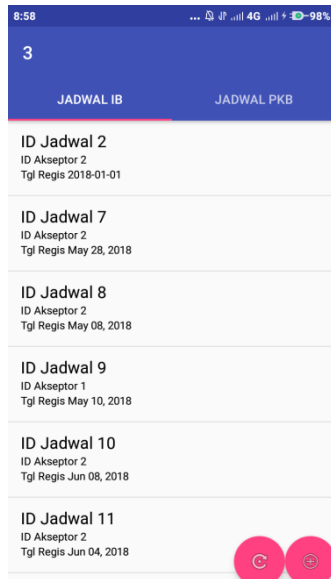 8:58 ... 4G 98%
3
JADWAL IB JADWAL PKB
ID Jadwal 2
ID Akseptor 2
Tgl Regis 2018-01-01
ID Jadwal 7
ID Akseptor 2
Tgl Regis May 28, 2018
ID Jadwal 8
ID Akseptor 2
Tgl Regis May 08, 2018
ID Jadwal 9
ID Akseptor 1
Tgl Regis May 10, 2018
ID Jadwal 10
ID Akseptor 2
Tgl Regis Jun 08, 2018
ID Jadwal 11
ID Akseptor 2
Tgl Regis Jun 04, 2018